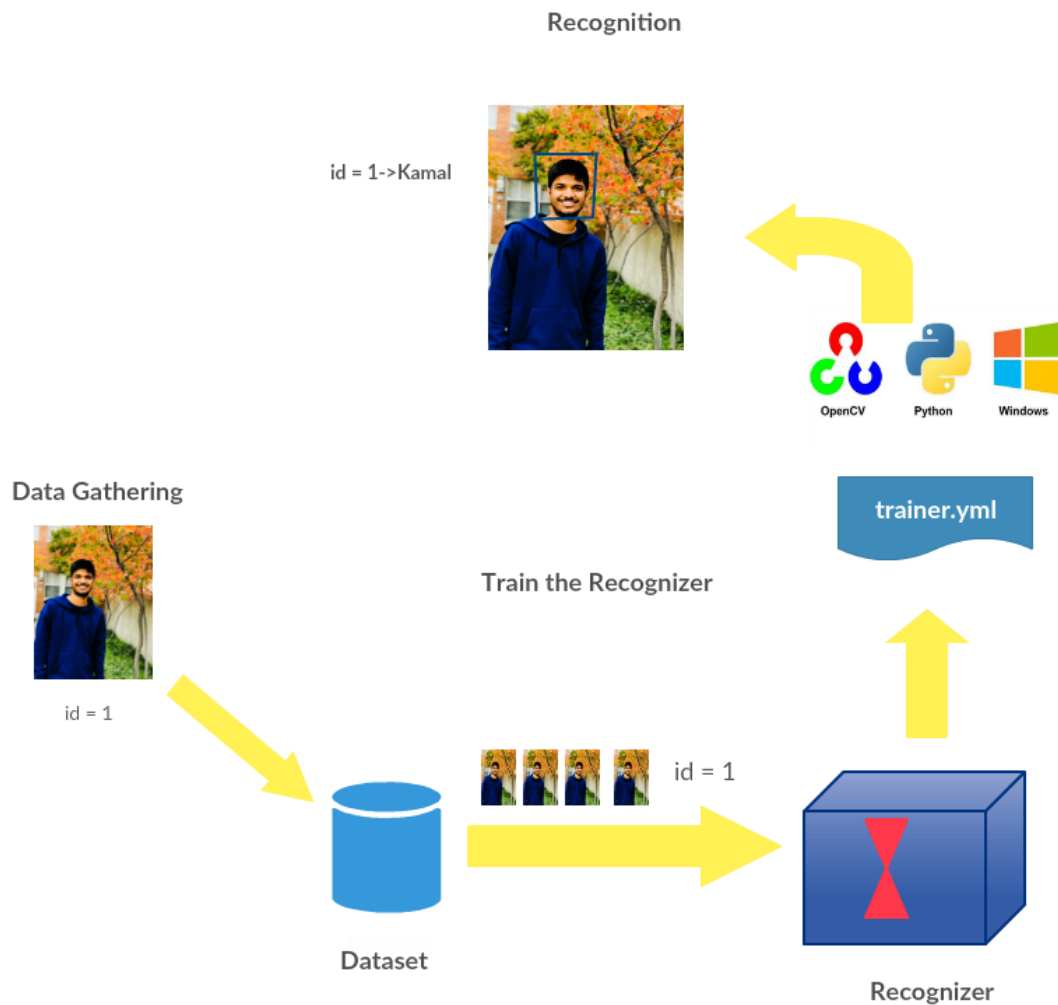 Recognition
id = 1->Kamal
OpenCV
Python
Windows
Data Gathering
trainer.yml
Train the Recognizer
id = 1
id = 1
Dataset
Recognizer